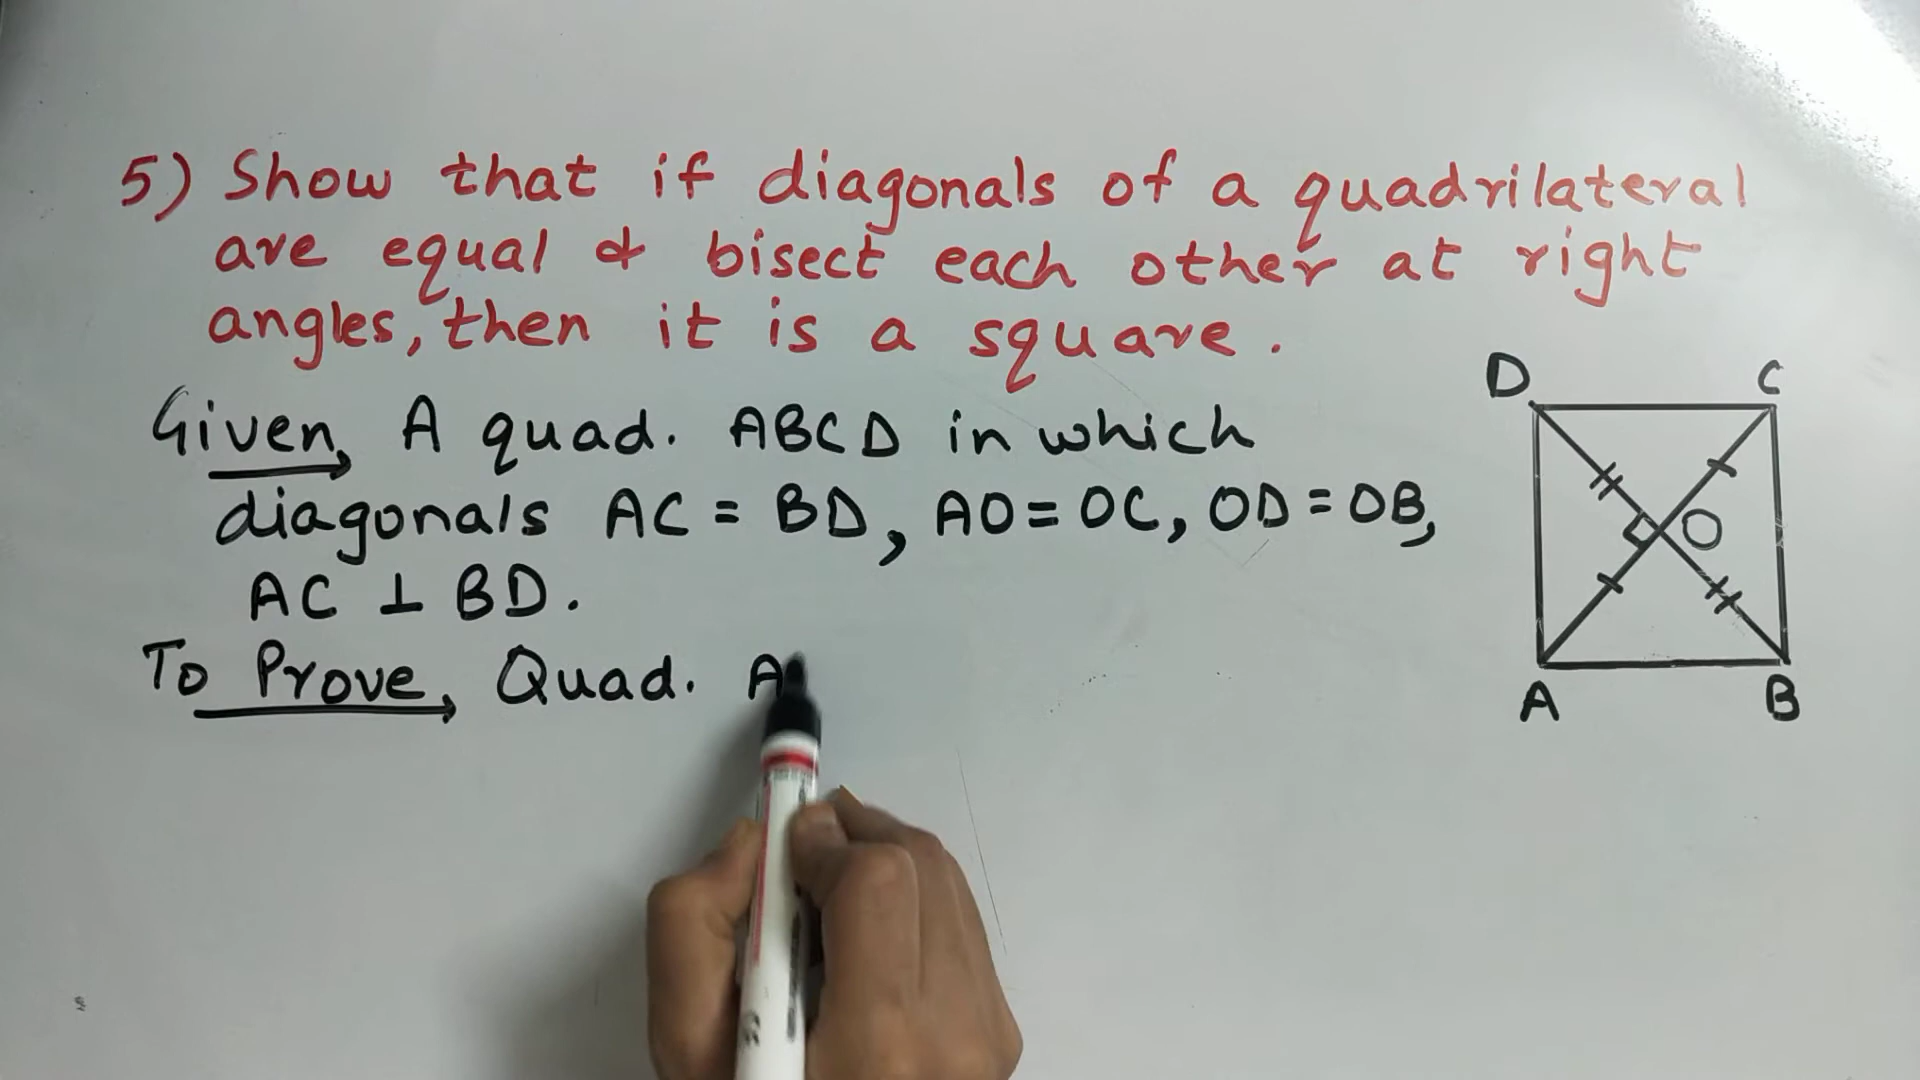 5) Show that if diagonals of a quadrilateral
are equal & bisect each other at right
angles, then it is a square.
Given, A quad. ABCD in which
diagonals AC = BD, AO = OC, OD = OB,
AC ⊥ BD.
To Prove, Quad. A
D C
O
A B